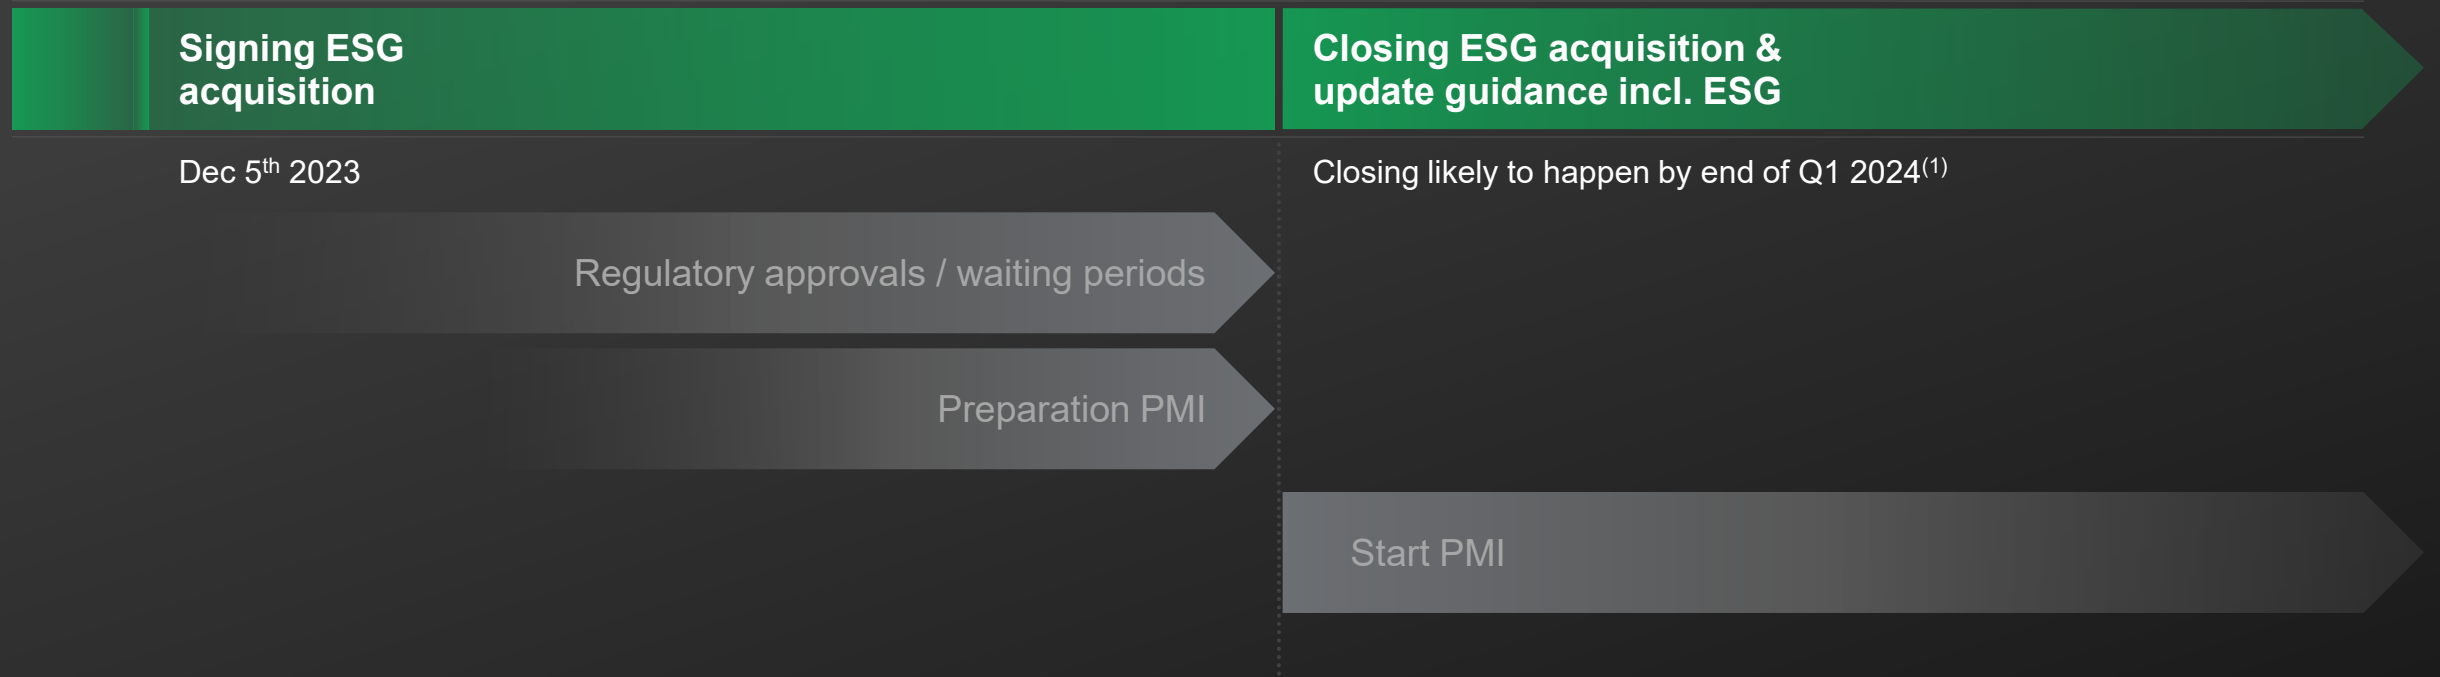 Signing ESG
acquisition
Closing ESG acquisition &
update guidance incl. ESG
Dec 5th 2023
Closing likely to happen by end of Q1 2024(1)
Regulatory approvals / waiting periods
Preparation PMI
Start PMI